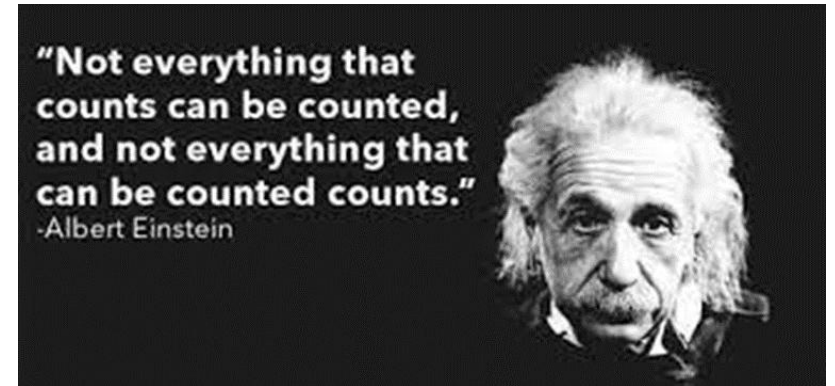 “Not everything that
counts can be counted,
and not everything that
can be counted counts.”
-Albert Einstein